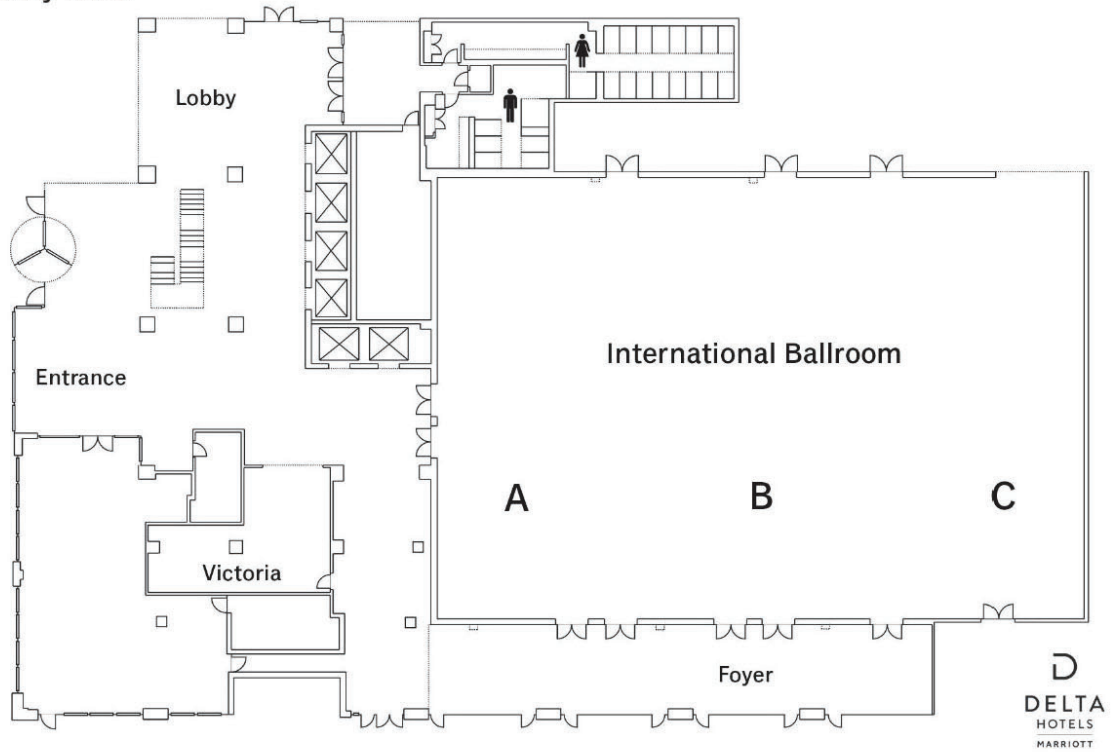 Lobby
Entrance
International Ballroom
A
B
C
Victoria
Foyer
DELTA
HOTELS
MARRIOTT